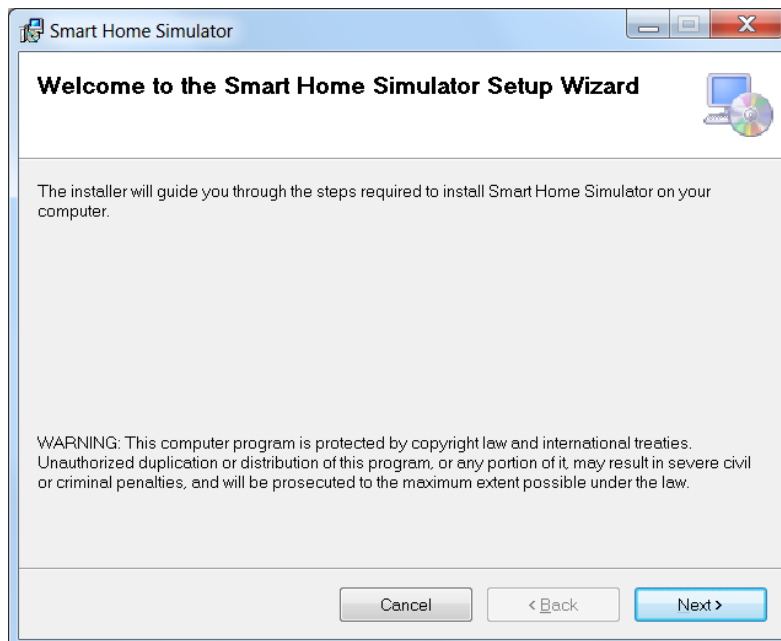 Smart Home Simulator
Welcome to the Smart Home Simulator Setup Wizard
The installer will guide you through the steps required to install Smart Home Simulator on your
computer.
WARNING: This computer program is protected by copyright law and international treaties.
Unauthorized duplication or distribution of this program, or any portion of it, may result in severe civil
or criminal penalties, and will be prosecuted to the maximum extent possible under the law.
Cancel < Back Next >